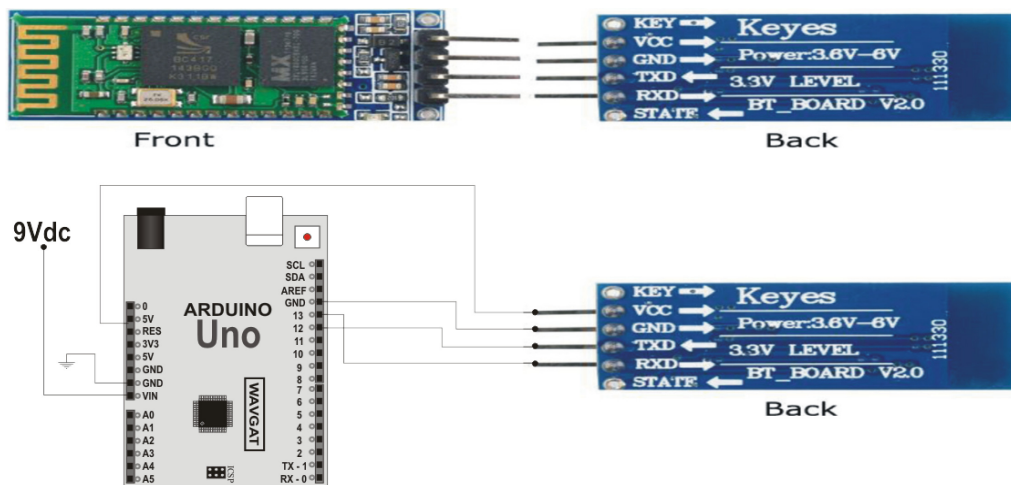 BC417
MX
KEY
VCC
GND
TXD
RXD
STATE
Keyes
Power:3.6V-6V
3.3V LEVEL
BT_BOARD V2.0
111330
Front
Back
9Vdc
0
5V
RES
3V3
5V
GND
GND
VIN
A0
A1
A2
A3
A4
A5
ARDUINO
Uno
WAVGAT
ICSP
SCL
SDA
AREF
GND
13
12
11
10
9
8
7
6
5
4
3
2
TX - 1
RX - 0
KEY
VCC
GND
TXD
RXD
STATE
Keyes
Power:3.6V-6V
3.3V LEVEL
BT_BOARD V2.0
111330
Back